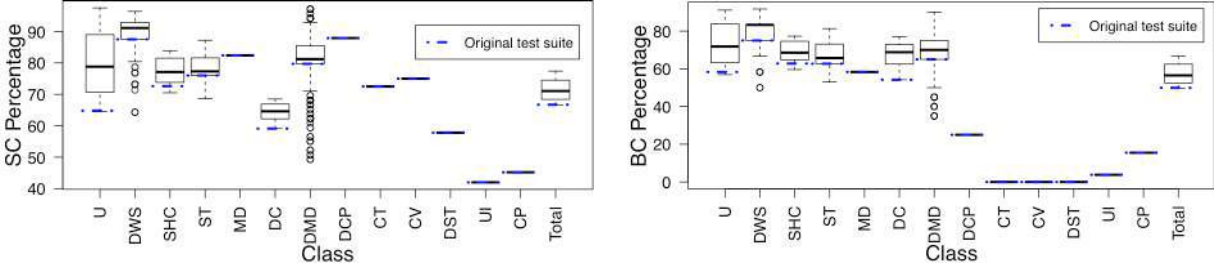 SC Percentage
90
80
70
60
50
40
Original test suite
U
DWS
SHC
ST
MD
DC
DMD
DCP
CT
CV
DST
UI
CP
Total
Class
BC Percentage
80
60
40
20
0
Original test suite
U
DWS
SHC
ST
MD
DC
DMD
DCP
CT
CV
DST
UI
CP
Total
Class